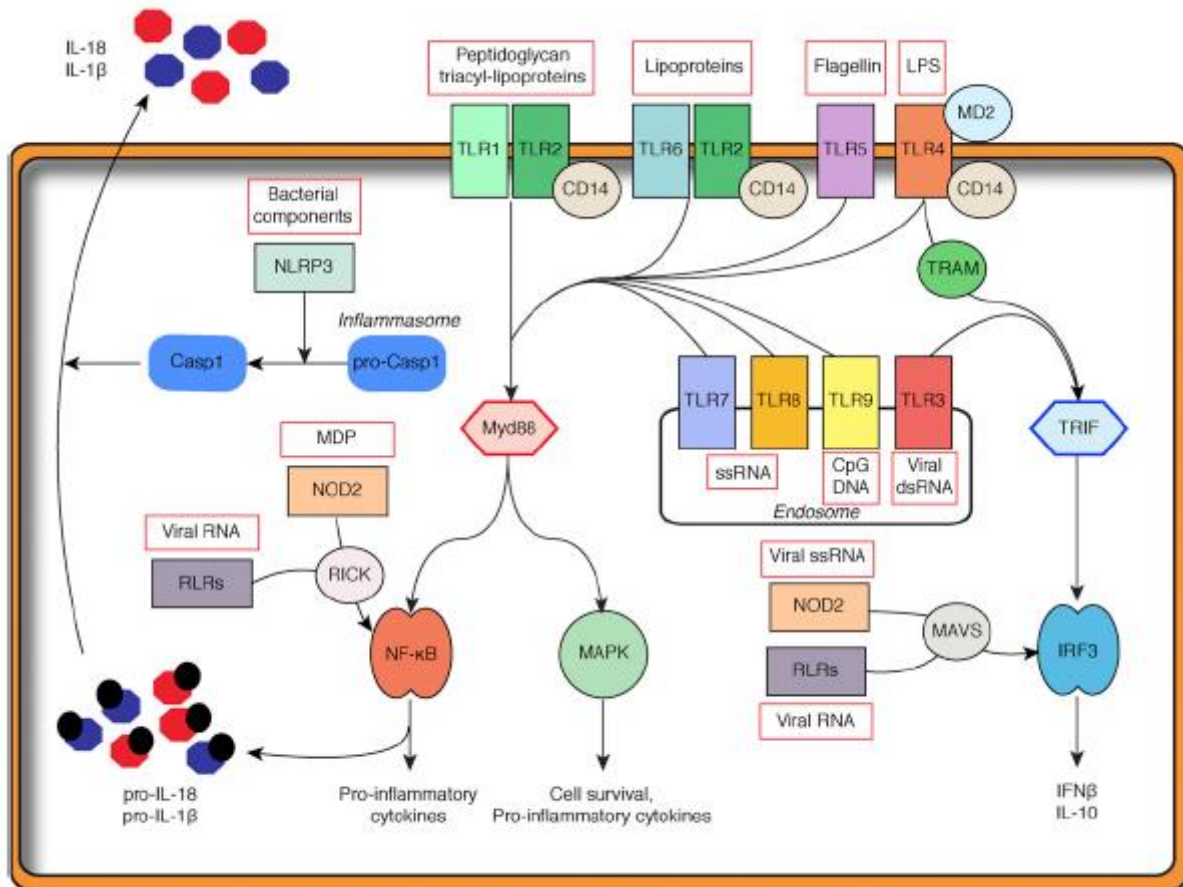 IL-18
IL-1β
Peptidoglycan
triacyl-lipoproteins
Lipoproteins
Flagellin
LPS
MD2
TLR1
TLR2
CD14
TLR6
TLR2
CD14
TLR5
TLR4
CD14
Bacterial
components
NLRP3
TRAM
Inflammasome
Casp1
pro-Casp1
TLR7
TLR8
TLR9
TLR3
Myd88
TRIF
MDP
ssRNA
CpG
DNA
Viral
dsRNA
NOD2
Endosome
Viral RNA
RLRs
RICK
Viral ssRNA
NOD2
MAVS
NF-κB
MAPK
IRF3
RLRs
Viral RNA
pro-IL-18
pro-IL-1β
Pro-inflammatory
cytokines
Cell survival,
Pro-inflammatory cytokines
IFNβ
IL-10